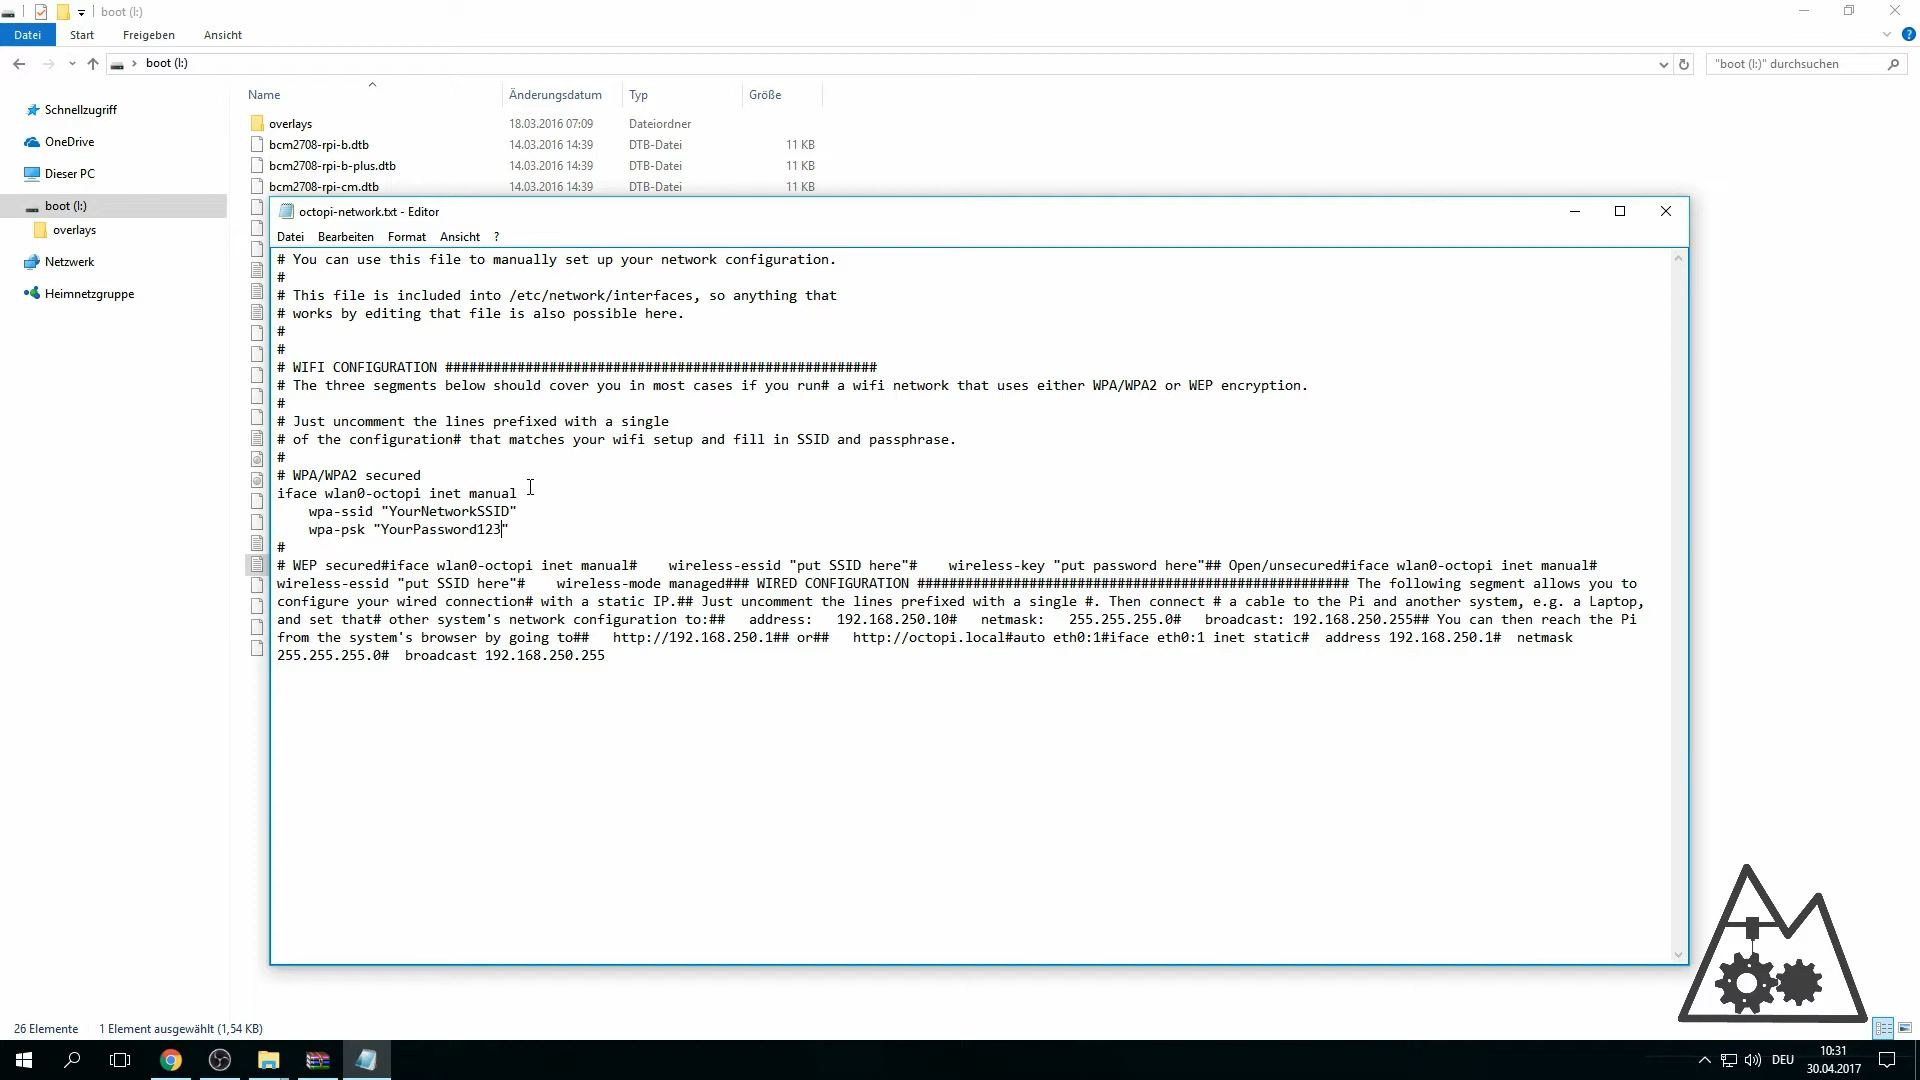 boot (I:)
Datei Start Freigeben Ansicht
boot (I:)
"boot (I:)" durchsuchen
Name Änderungsdatum Typ Größe
Schnellzugriff
OneDrive
Dieser PC
boot (I:)
overlays
Netzwerk
Heimnetzgruppe
overlays 18.03.2016 07:09 Dateiordner
bcm2708-rpi-b.dtb 14.03.2016 14:39 DTB-Datei 11 KB
bcm2708-rpi-b-plus.dtb 14.03.2016 14:39 DTB-Datei 11 KB
bcm2708-rpi-cm.dtb 14.03.2016 14:39 DTB-Datei 11 KB
octopi-network.txt - Editor
Datei Bearbeiten Format Ansicht ?
# You can use this file to manually set up your network configuration.
#
# This file is included into /etc/network/interfaces, so anything that
# works by editing that file is also possible here.
#
#
# WIFI CONFIGURATION ######################################################
# The three segments below should cover you in most cases if you run# a wifi network that uses either WPA/WPA2 or WEP encryption.
#
# Just uncomment the lines prefixed with a single
# of the configuration# that matches your wifi setup and fill in SSID and passphrase.
#
# WPA/WPA2 secured
iface wlan0-octopi inet manual
wpa-ssid "YourNetworkSSID"
wpa-psk "YourPassword123"
#
# WEP secured#iface wlan0-octopi inet manual#    wireless-essid "put SSID here"#    wireless-key "put password here"## Open/unsecured#iface wlan0-octopi inet manual#
wireless-essid "put SSID here"#    wireless-mode managed### WIRED CONFIGURATION ###################################################### The following segment allows you to
configure your wired connection# with a static IP.## Just uncomment the lines prefixed with a single #. Then connect # a cable to the Pi and another system, e.g. a Laptop,
and set that# other system's network configuration to:##   address:   192.168.250.10#   netmask:   255.255.255.0#   broadcast: 192.168.250.255## You can then reach the Pi
from the system's browser by going to##   http://192.168.250.1## or##   http://octopi.local#auto eth0:1#iface eth0:1 inet static#  address 192.168.250.1#  netmask
255.255.255.0#  broadcast 192.168.250.255
26 Elemente 1 Element ausgewählt (1,54 KB)
DEU
10:31
30.04.2017